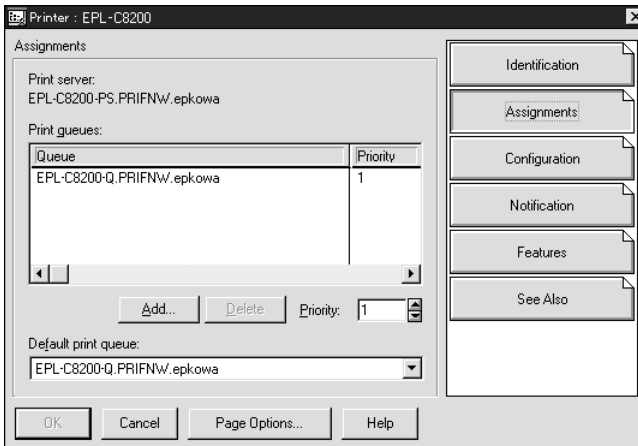 Printer : EPL-C8200
Assignments
Print server:
EPL-C8200-PS.PRIFNW.epkowa
Print queues:
Queue Priority
EPL-C8200-Q.PRIFNW.epkowa 1
Add... Delete Priority: 1
Default print queue:
EPL-C8200-Q.PRIFNW.epkowa
OK Cancel Page Options... Help
Identification
Assignments
Configuration
Notification
Features
See Also